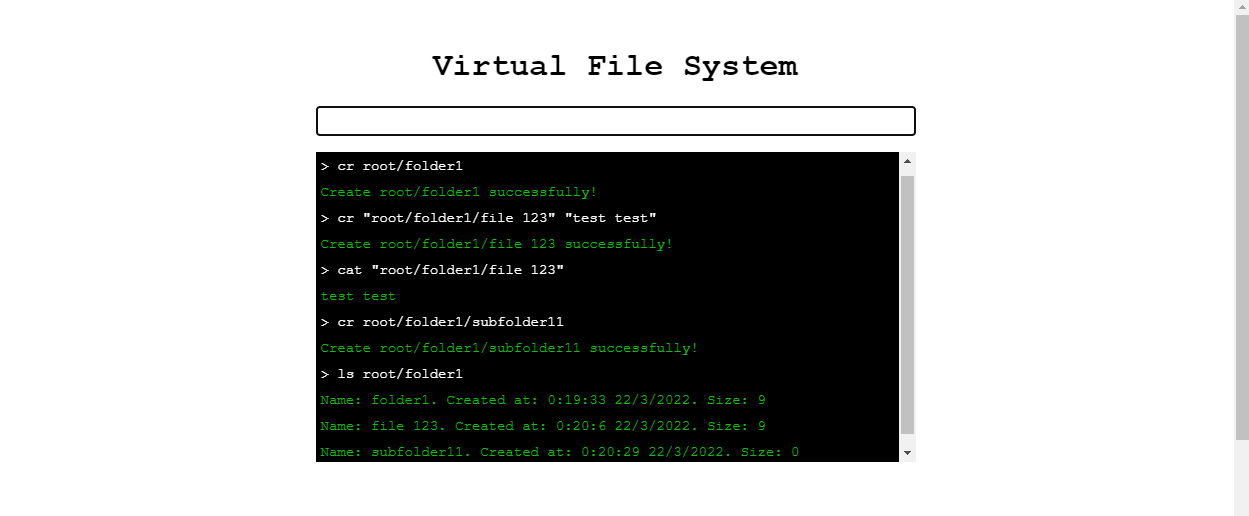 Virtual File System
> cr root/folder1
Create root/folder1 successfully!
> cr "root/folder1/file 123" "test test"
Create root/folder1/file 123 successfully!
> cat "root/folder1/file 123"
test test
> cr root/folder1/subfolder11
Create root/folder1/subfolder11 successfully!
> ls root/folder1
Name: folder1. Created at: 0:19:33 22/3/2022. Size: 9
Name: file 123. Created at: 0:20:6 22/3/2022. Size: 9
Name: subfolder11. Created at: 0:20:29 22/3/2022. Size: 0